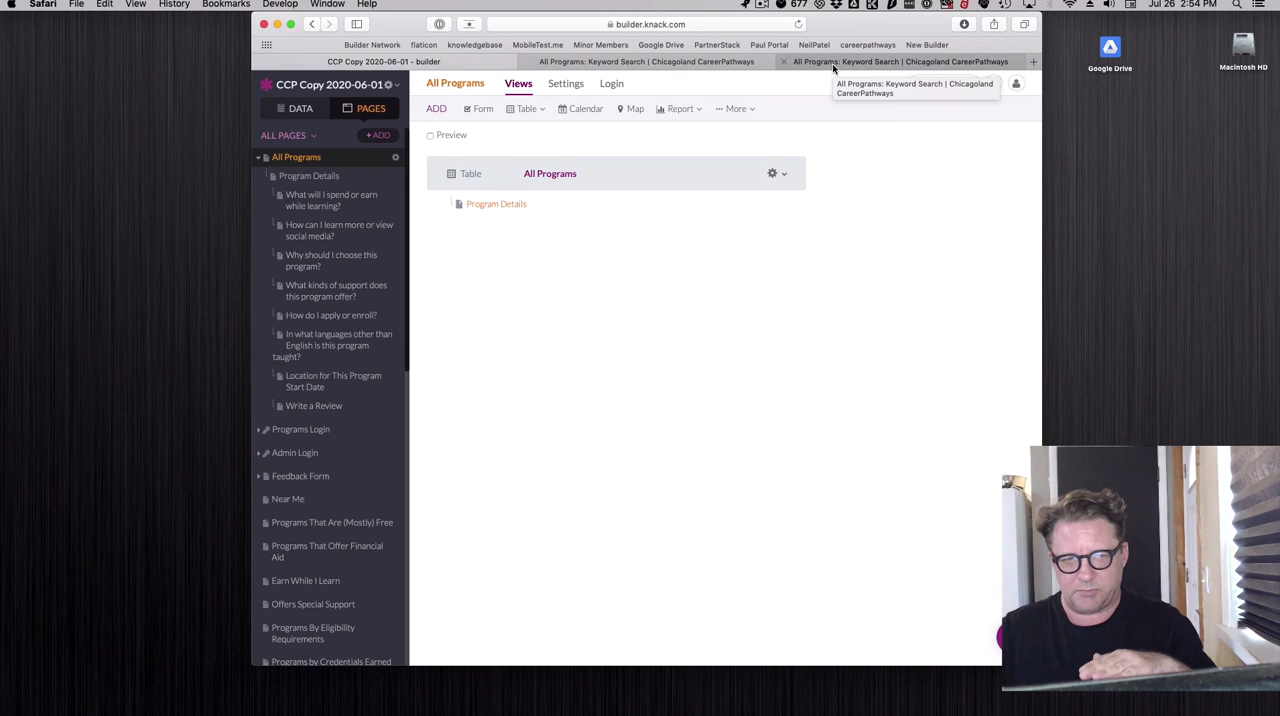 Safari File Edit View History Bookmarks Develop Window Help
677 Jul 26 2:54 PM
builder.knack.com
Builder Network flaticon knowledgebase MobileTest.me Minor Members Google Drive PartnerStack Paul Portal NeilPatel careerpathways New Builder
CCP Copy 2020-06-01 - builder All Programs: Keyword Search | Chicagoland CareerPathways All Programs: Keyword Search | Chicagoland CareerPathways
Google Drive
Macintosh HD
CCP Copy 2020-06-01
DATA PAGES
ALL PAGES + ADD
All Programs
Program Details
What will I spend or earn
while learning?
How can I learn more or view
social media?
Why should I choose this
program?
What kinds of support does
this program offer?
How do I apply or enroll?
In what languages other than
English is this program
taught?
Location for This Program
Start Date
Write a Review
Programs Login
Admin Login
Feedback Form
Near Me
Programs That Are (Mostly) Free
Programs That Offer Financial
Aid
Earn While I Learn
Offers Special Support
Programs By Eligibility
Requirements
Programs by Credentials Earned
All Programs Views Settings Login
All Programs: Keyword Search | Chicagoland
CareerPathways
ADD Form Table Calendar Map Report More
Preview
Table All Programs
Program Details